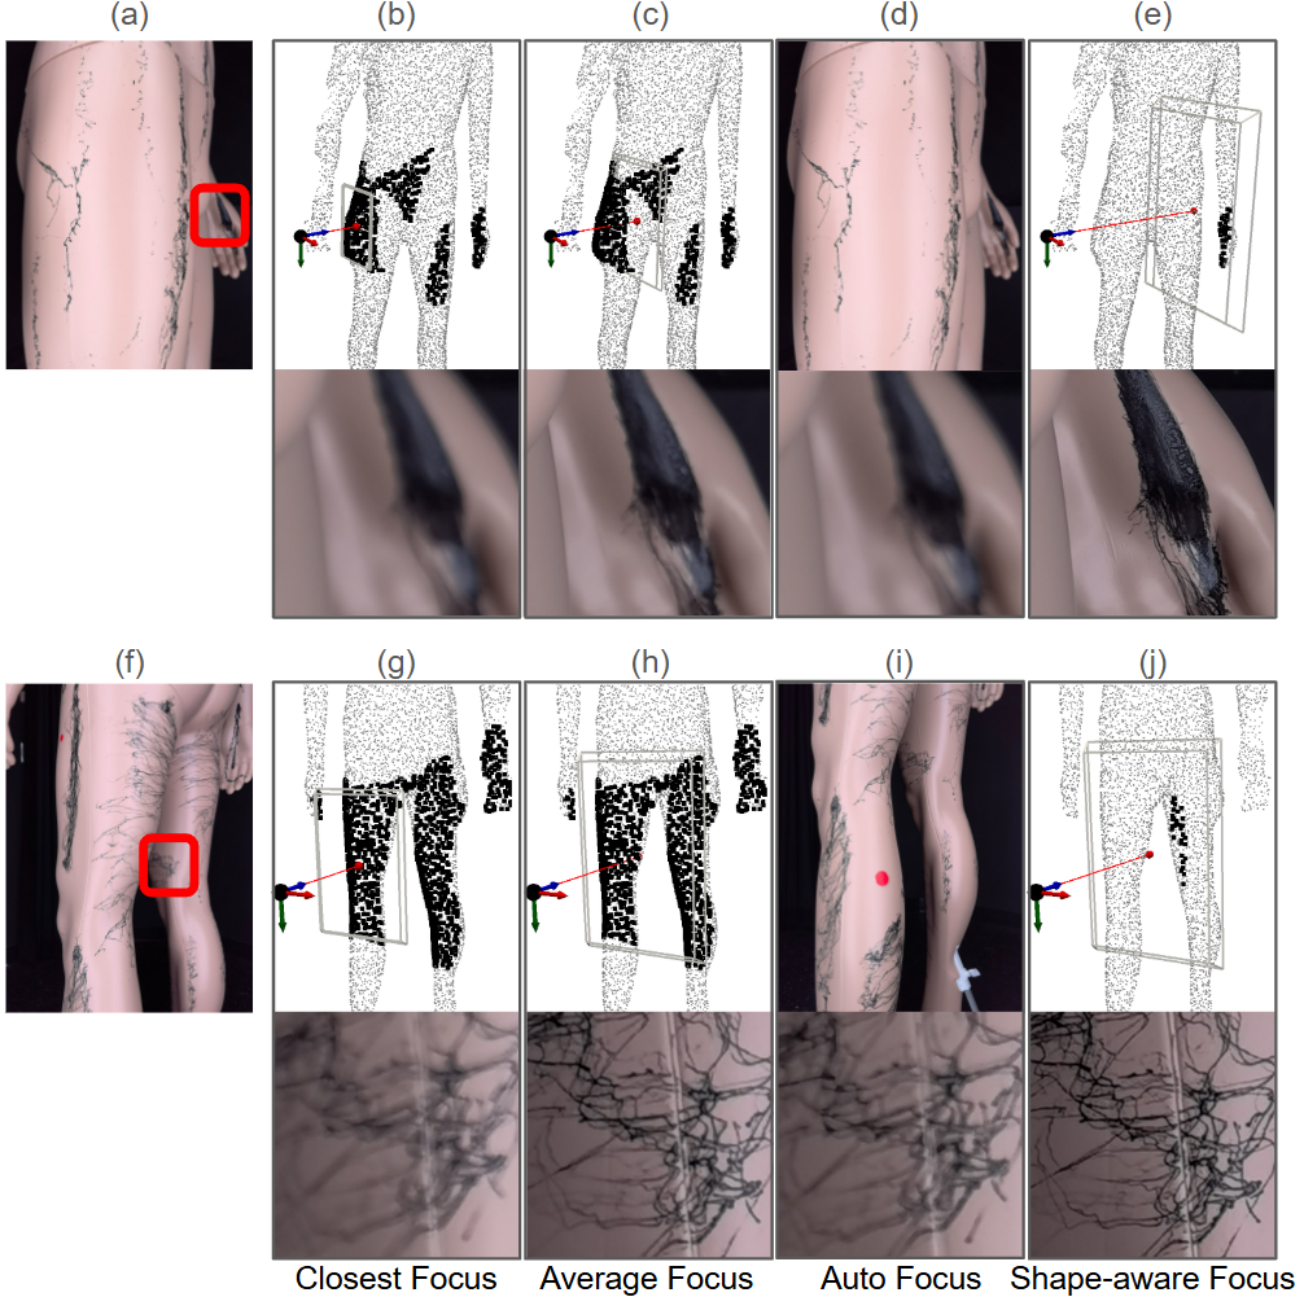 (a) (b) (c) (d) (e)
(f) (g) (h) (i) (j)
Closest Focus Average Focus Auto Focus Shape-aware Focus